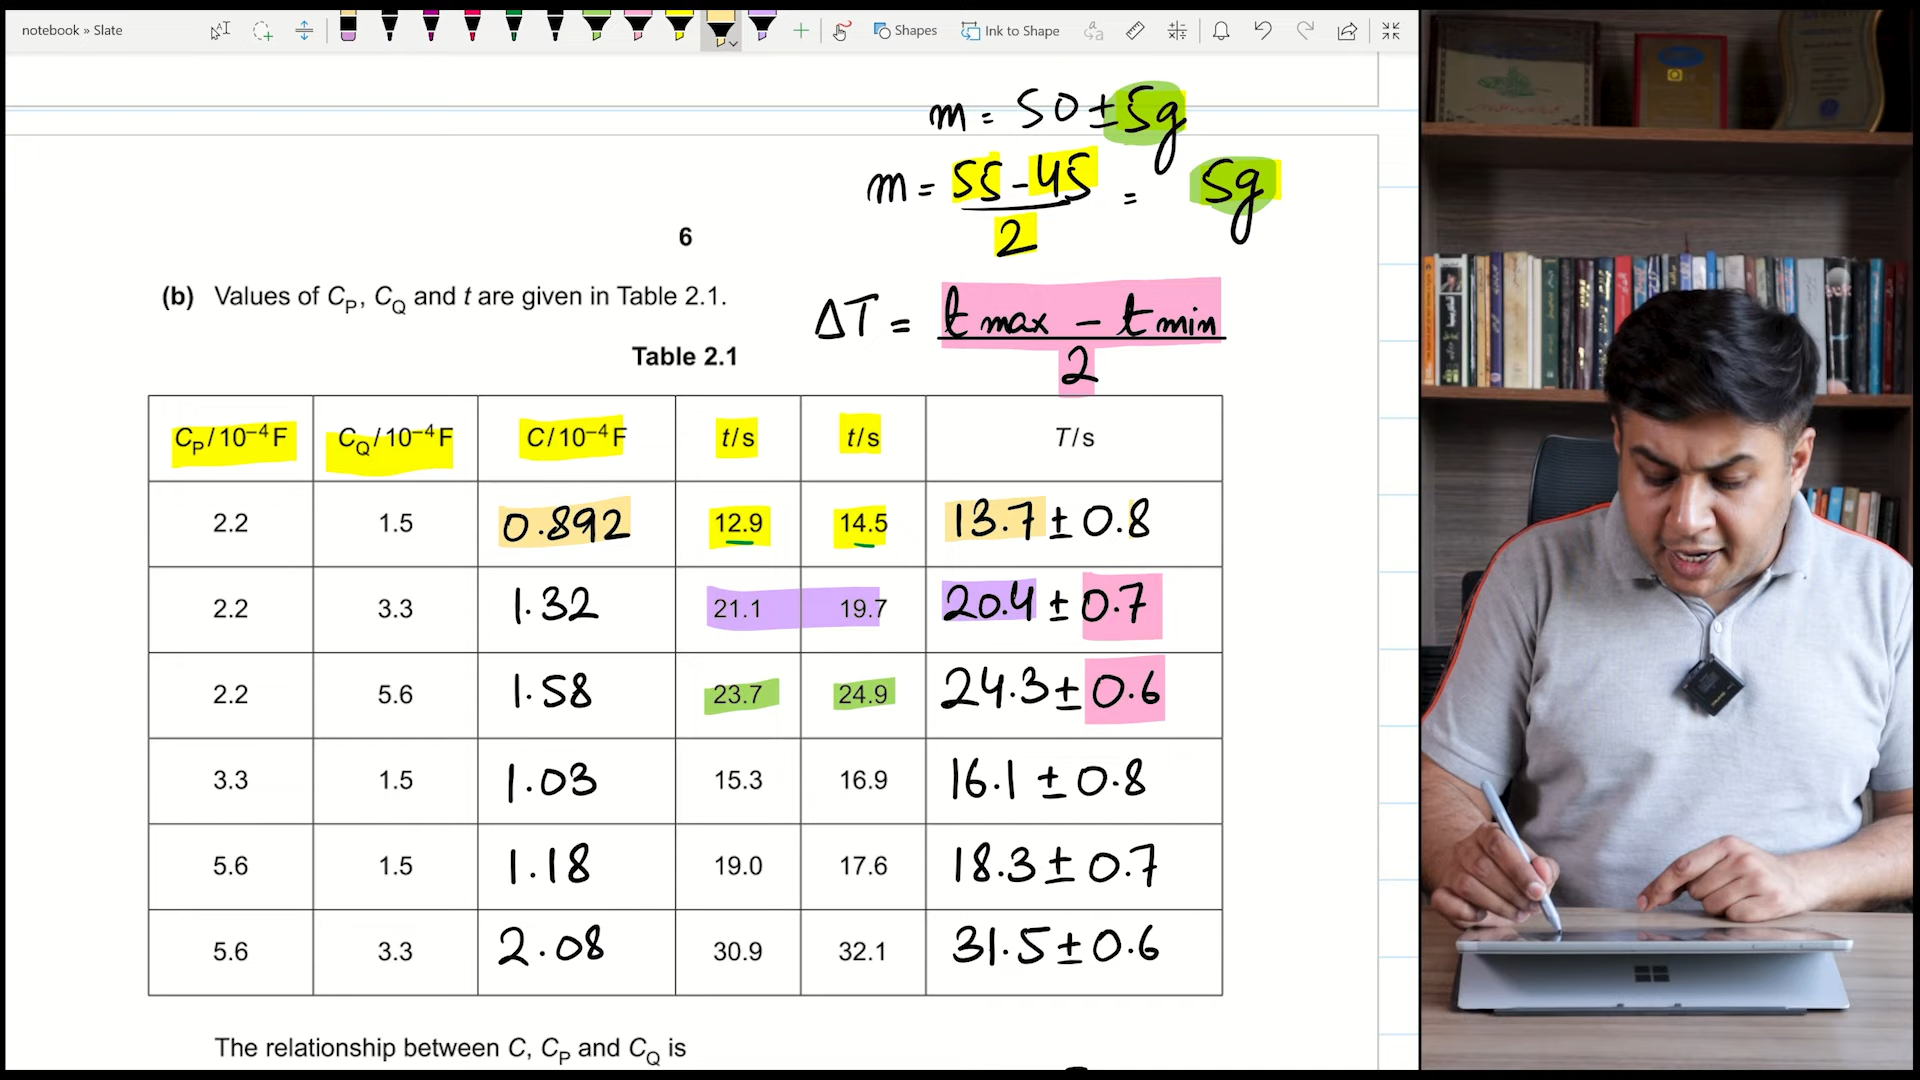 notebook » Slate
Shapes
Ink to Shape
m = 50 ± 5g
m = 55 - 45 / 2 = 5g
6
(b) Values of C_P, C_Q and t are given in Table 2.1.
ΔT = t max - t min / 2
Table 2.1
C_P / 10⁻⁴ F C_Q / 10⁻⁴ F C / 10⁻⁴ F t / s t / s T / s
2.2 1.5 0.892 12.9 14.5 13.7 ± 0.8
2.2 3.3 1.32 21.1 19.7 20.4 ± 0.7
2.2 5.6 1.58 23.7 24.9 24.3 ± 0.6
3.3 1.5 1.03 15.3 16.9 16.1 ± 0.8
5.6 1.5 1.18 19.0 17.6 18.3 ± 0.7
5.6 3.3 2.08 30.9 32.1 31.5 ± 0.6
The relationship between C, C_P and C_Q is